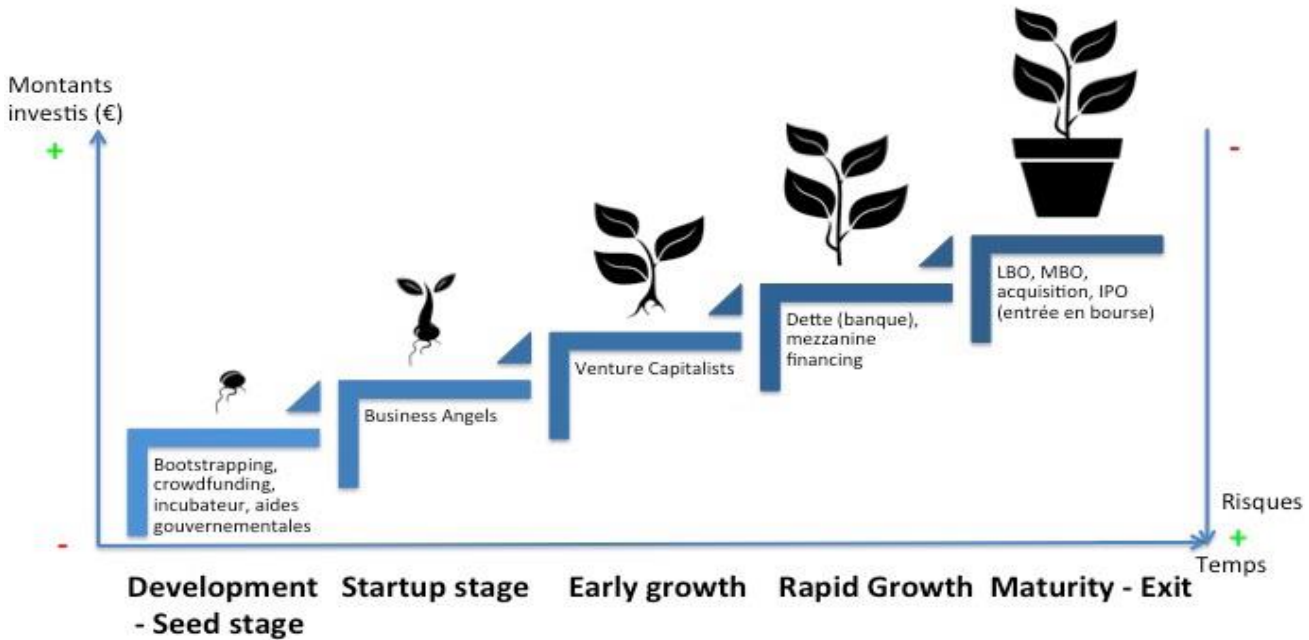 Montants
investis (€)
+
-
LBO, MBO,
acquisition, IPO
(entrée en bourse)
Dette (banque),
mezzanine
financing
Venture Capitalists
Business Angels
Bootstrapping,
crowdfunding,
incubateur, aides
gouvernementales
-
Risques
+
Temps
Development
- Seed stage
Startup stage
Early growth
Rapid Growth
Maturity - Exit